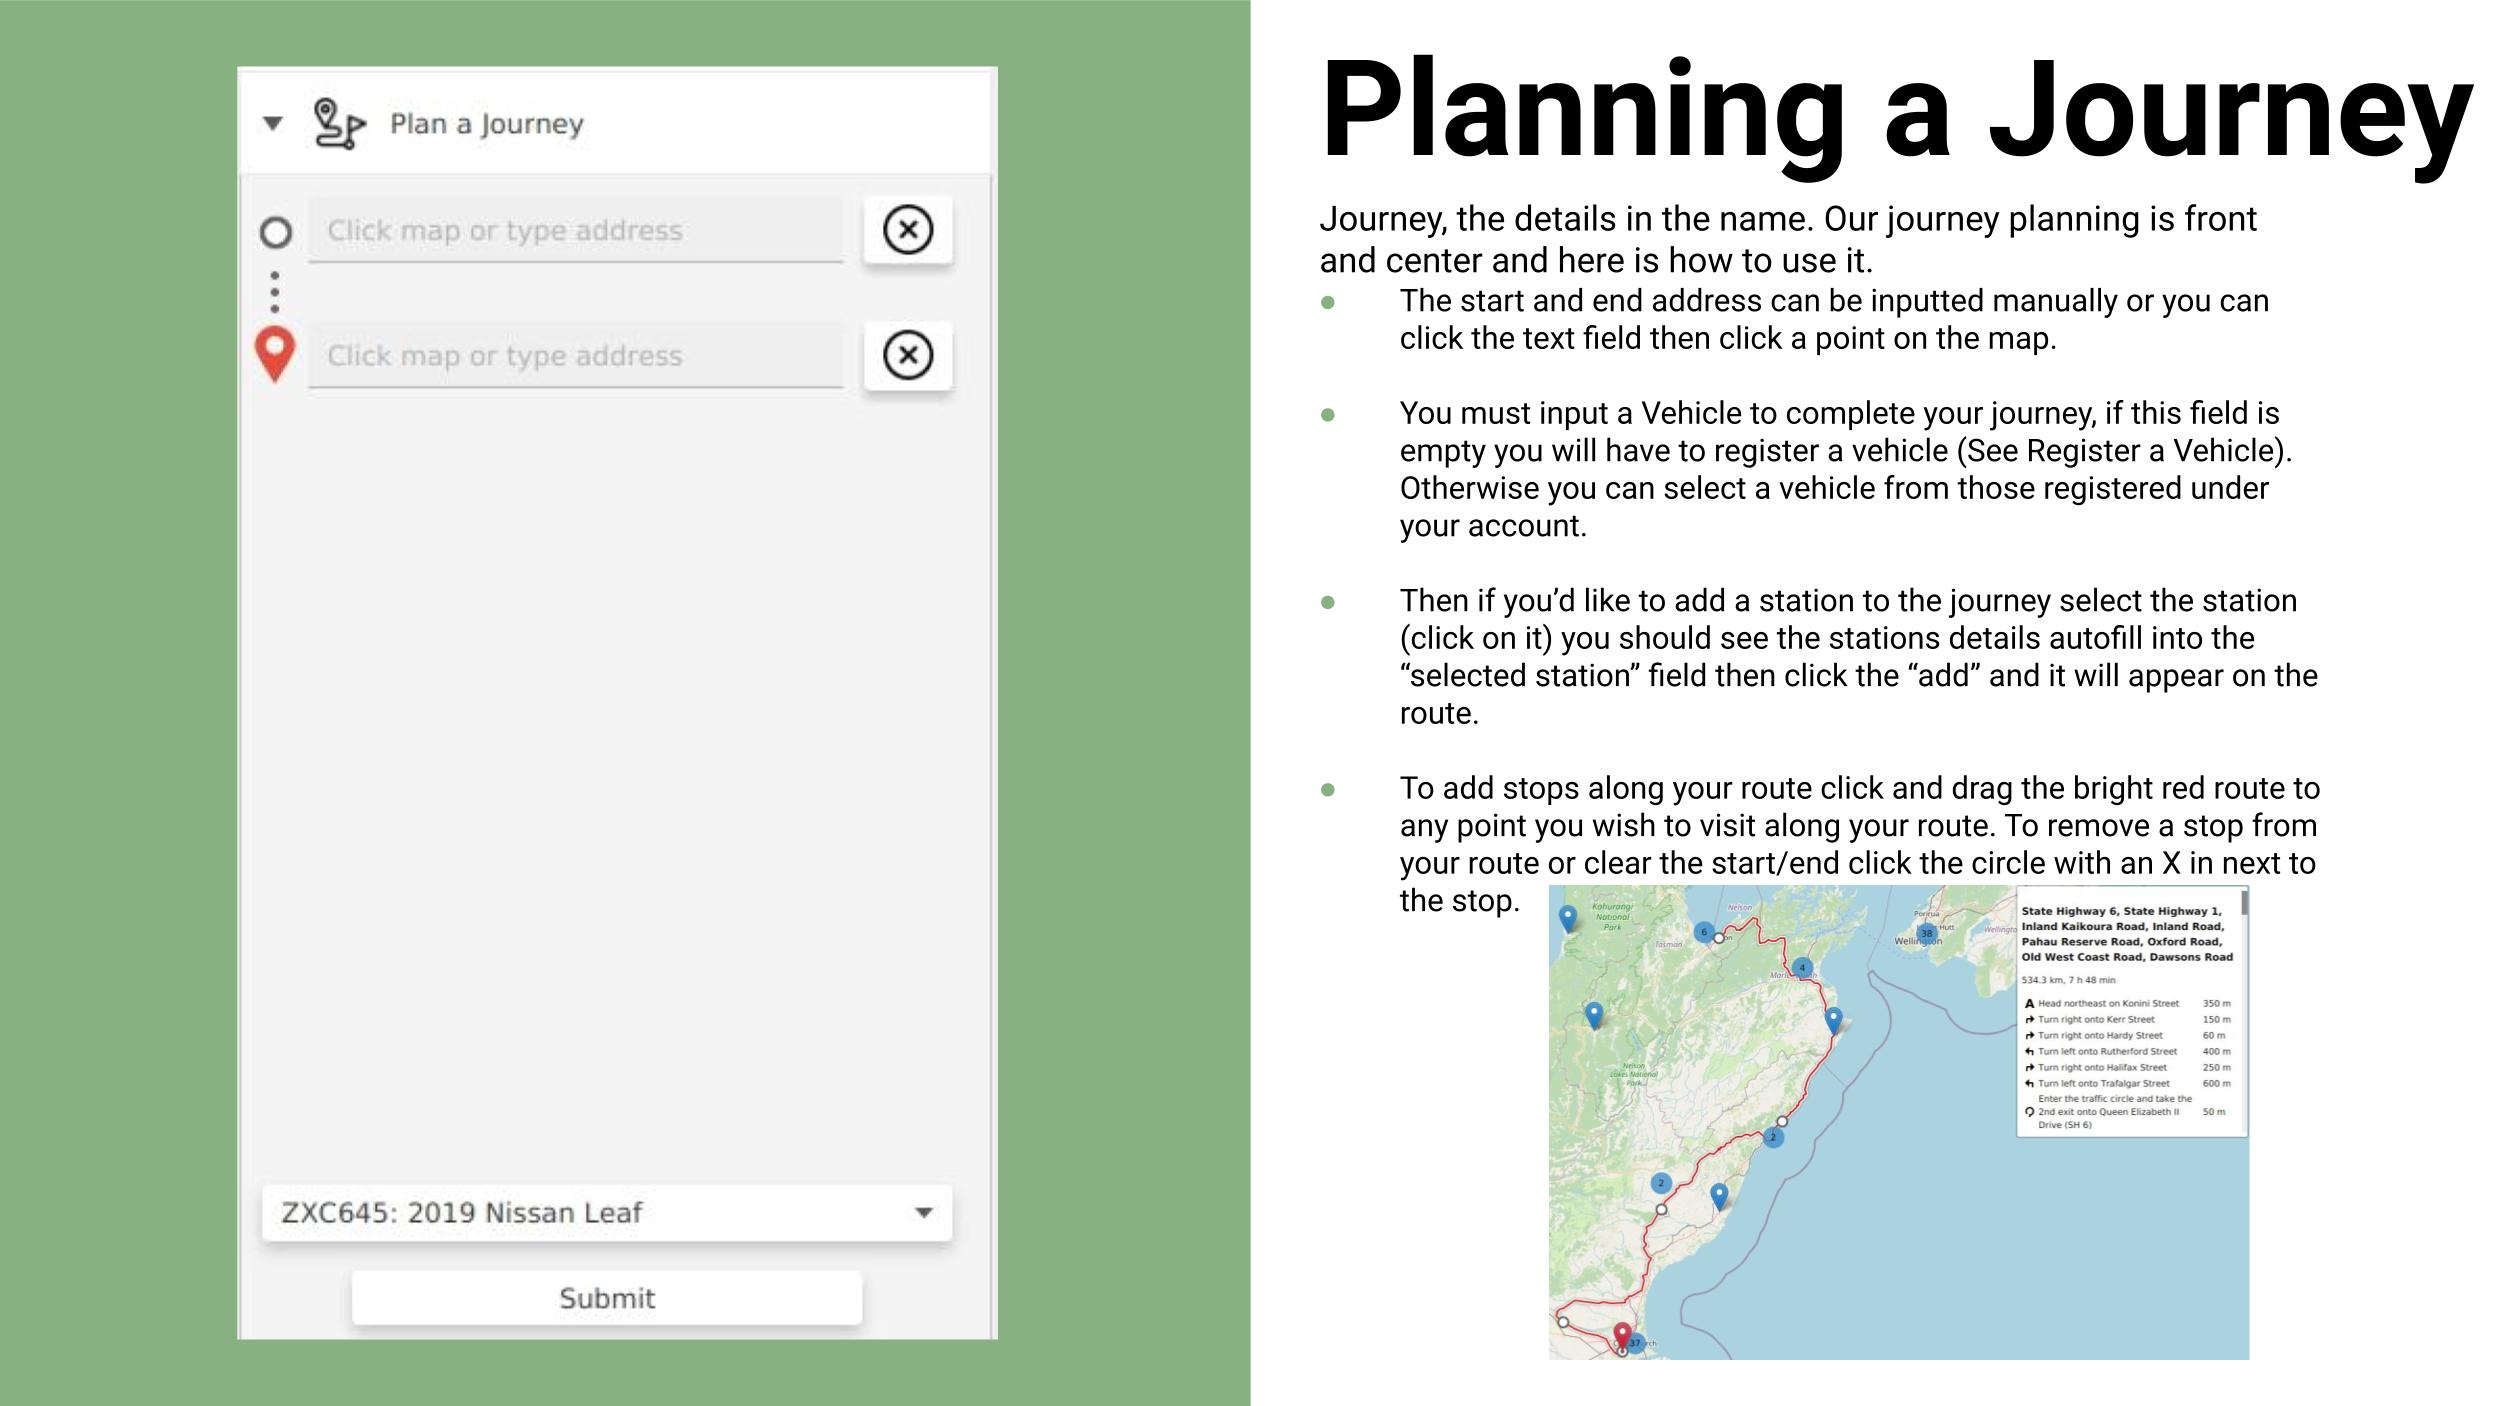 Plan a Journey
Click map or type address
Click map or type address
ZXC645: 2019 Nissan Leaf
Submit
Planning a Journey
Journey, the details in the name. Our journey planning is front
and center and here is how to use it.
The start and end address can be inputted manually or you can
click the text field then click a point on the map.
You must input a Vehicle to complete your journey, if this field is
empty you will have to register a vehicle (See Register a Vehicle).
Otherwise you can select a vehicle from those registered under
your account.
Then if you’d like to add a station to the journey select the station
(click on it) you should see the stations details autofill into the
“selected station” field then click the “add” and it will appear on the
route.
To add stops along your route click and drag the bright red route to
any point you wish to visit along your route. To remove a stop from
your route or clear the start/end click the circle with an X in next to
the stop.
Kahurangi
National
Park
Nelson
6
Tasman
4
Nelson
Lakes National
Park
Porirua
Hutt
38
Wellington
2
2
37
State Highway 6, State Highway 1,
Inland Kaikoura Road, Inland Road,
Pahau Reserve Road, Oxford Road,
Old West Coast Road, Dawsons Road
534.3 km, 7 h 48 min
Head northeast on Konini Street 350 m
Turn right onto Kerr Street 150 m
Turn right onto Hardy Street 60 m
Turn left onto Rutherford Street 400 m
Turn right onto Halifax Street 250 m
Turn left onto Trafalgar Street 600 m
Enter the traffic circle and take the
2nd exit onto Queen Elizabeth II 50 m
Drive (SH 6)